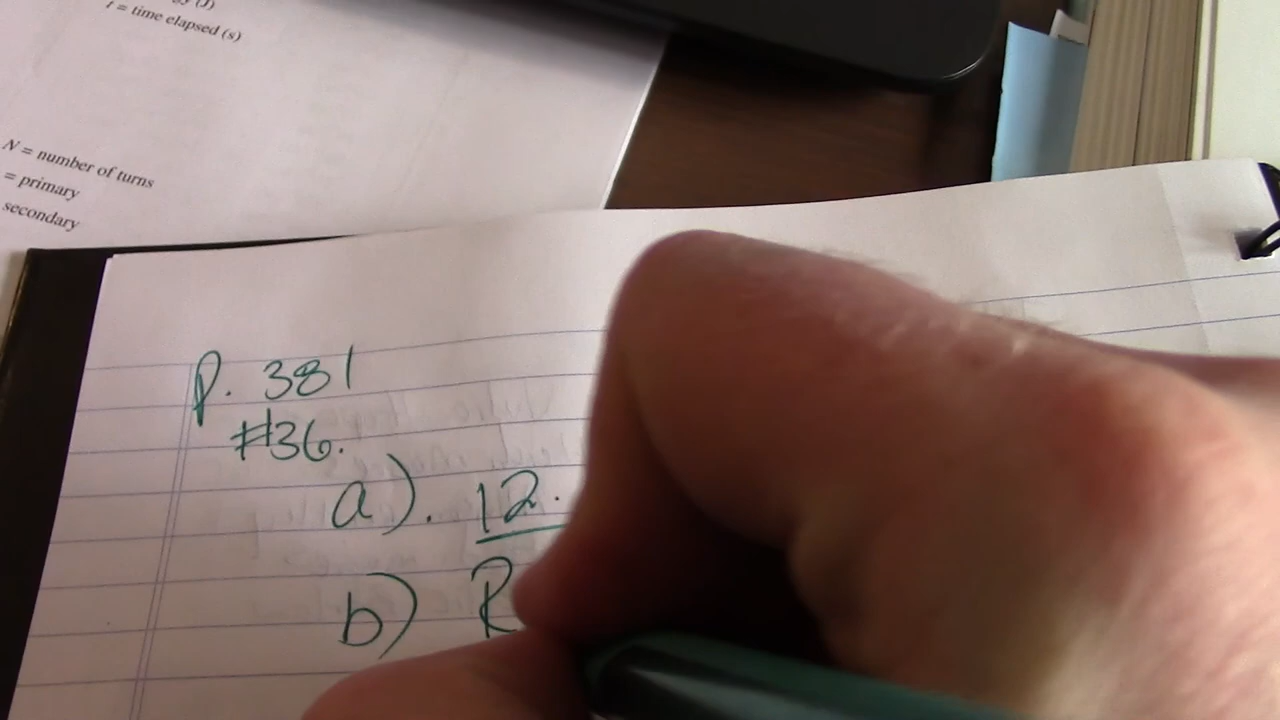 (J)
t = time elapsed (s)
N = number of turns
= primary
secondary
P. 381
#36.
a). 12.
b) R